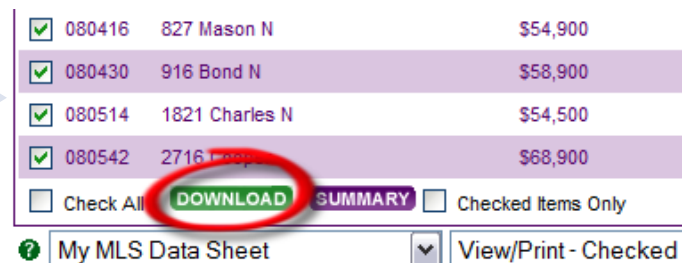 080416 827 Mason N $54,900
080430 916 Bond N $58,900
080514 1821 Charles N $54,500
080542 2716 $68,900
Check All DOWNLOAD SUMMARY Checked Items Only
? My MLS Data Sheet View/Print - Checked